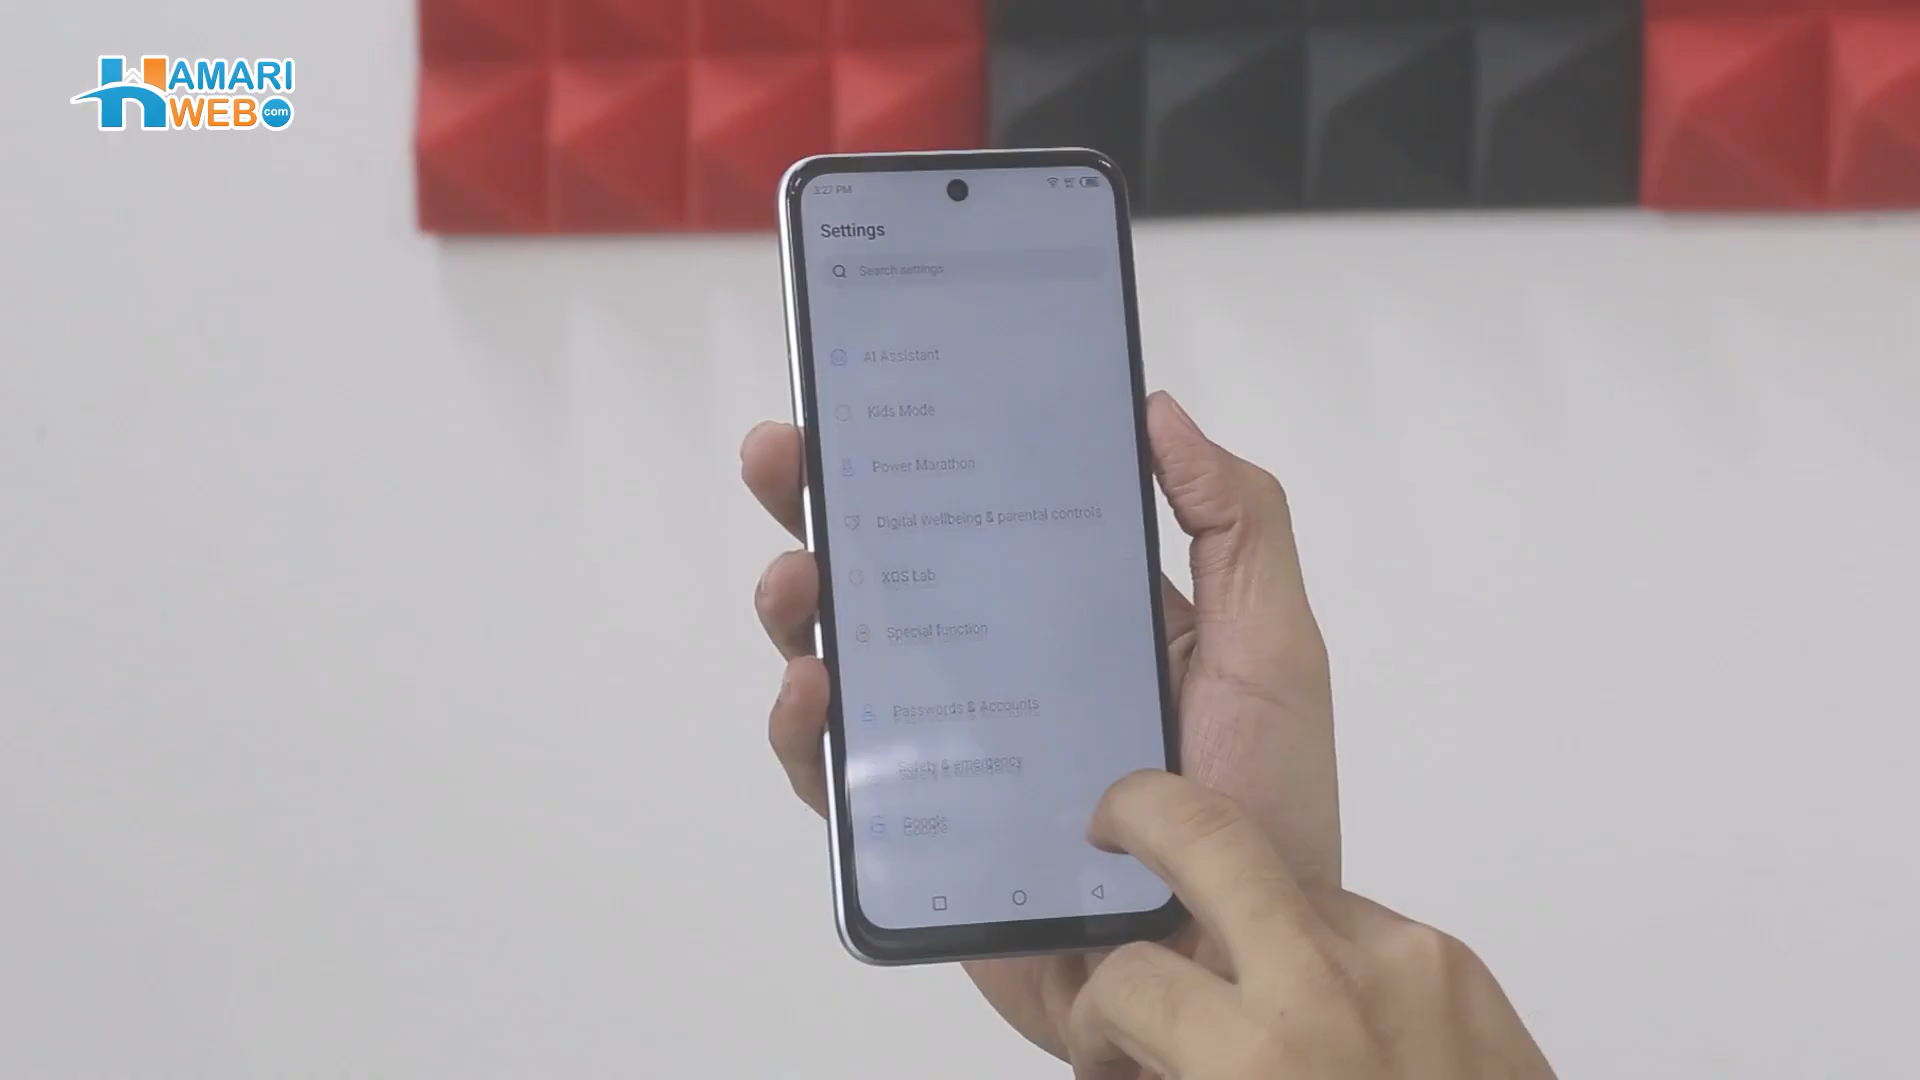 HAMARI
WEB.com
3:27 PM
Settings
Search settings
AI Assistant
Kids Mode
Power Marathon
Digital Wellbeing & parental controls
XOS Lab
Special function
Passwords & Accounts
Safety & emergency
Google